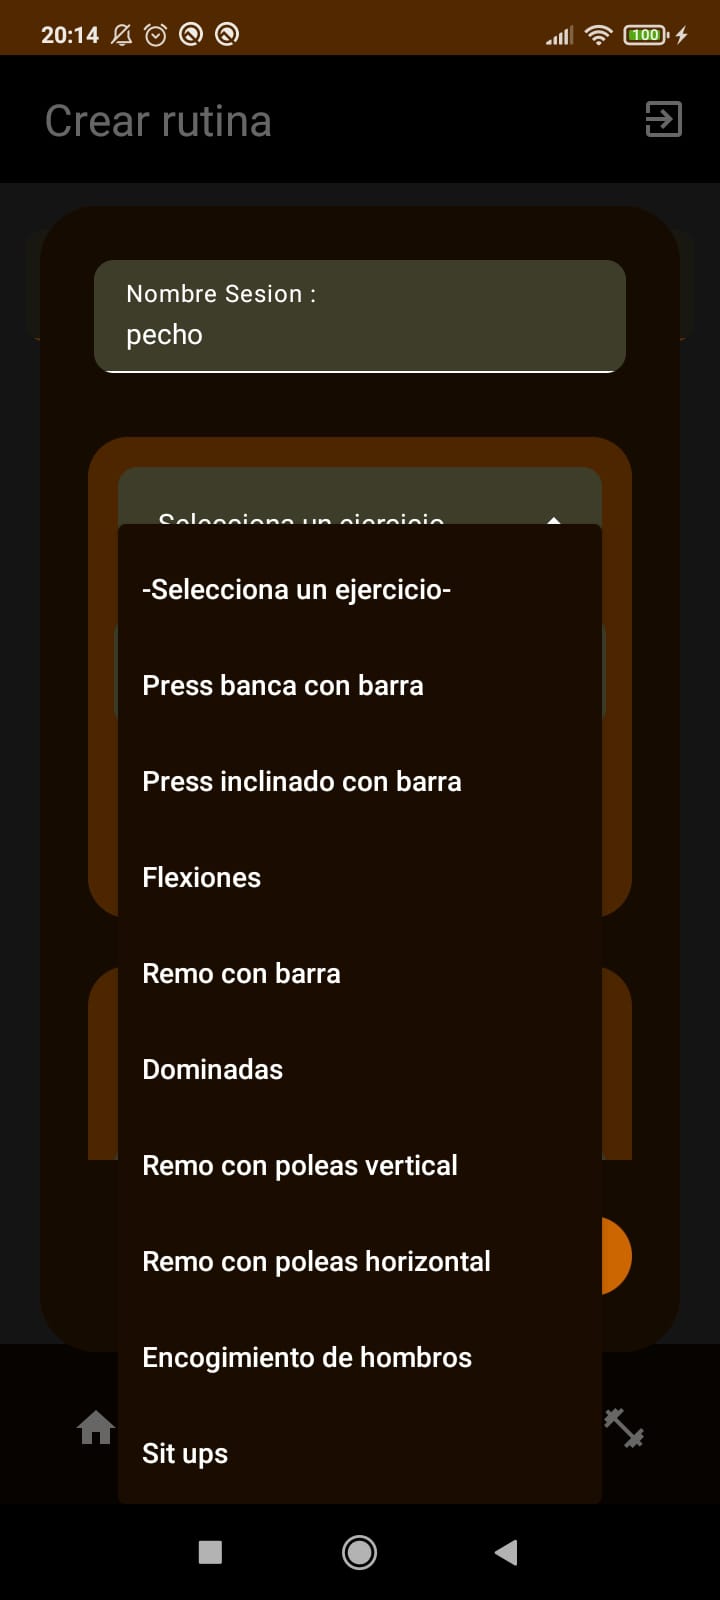 20:14
100
Crear rutina
Nombre Sesion :
pecho
Selecciona un ejercicio
-Selecciona un ejercicio-
Press banca con barra
Press inclinado con barra
Flexiones
Remo con barra
Dominadas
Remo con poleas vertical
Remo con poleas horizontal
Encogimiento de hombros
Sit ups